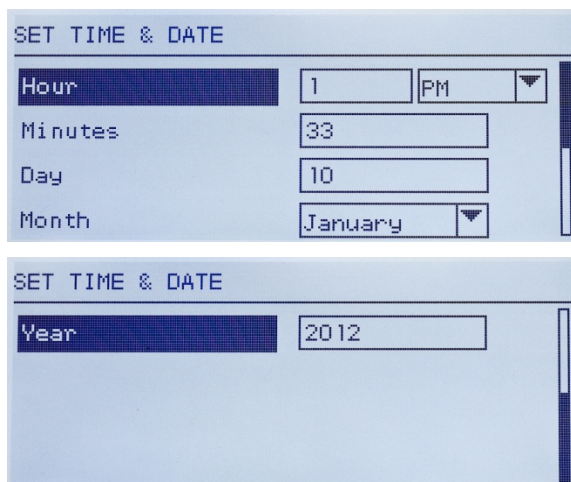 SET TIME & DATE
Hour 1 PM
Minutes 33
Day 10
Month January
SET TIME & DATE
Year 2012